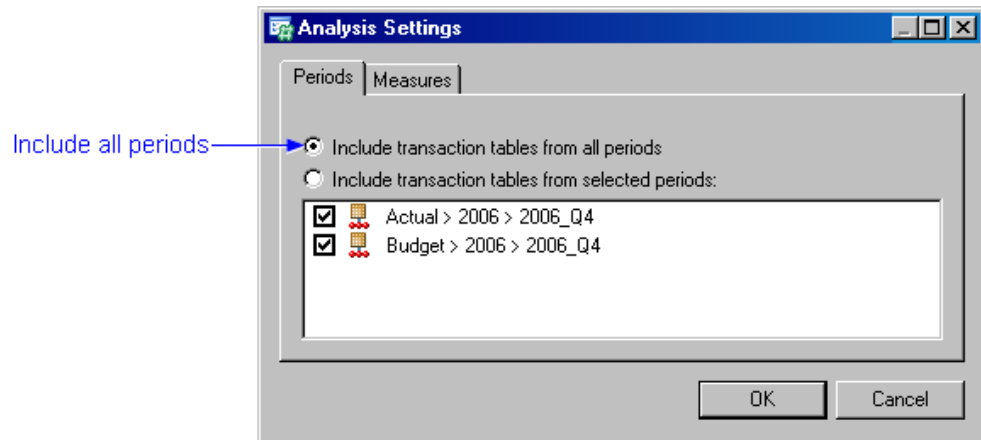 Analysis Settings
Periods
Measures
Include all periods
Include transaction tables from all periods
Include transaction tables from selected periods:
Actual > 2006 > 2006_Q4
Budget > 2006 > 2006_Q4
OK
Cancel